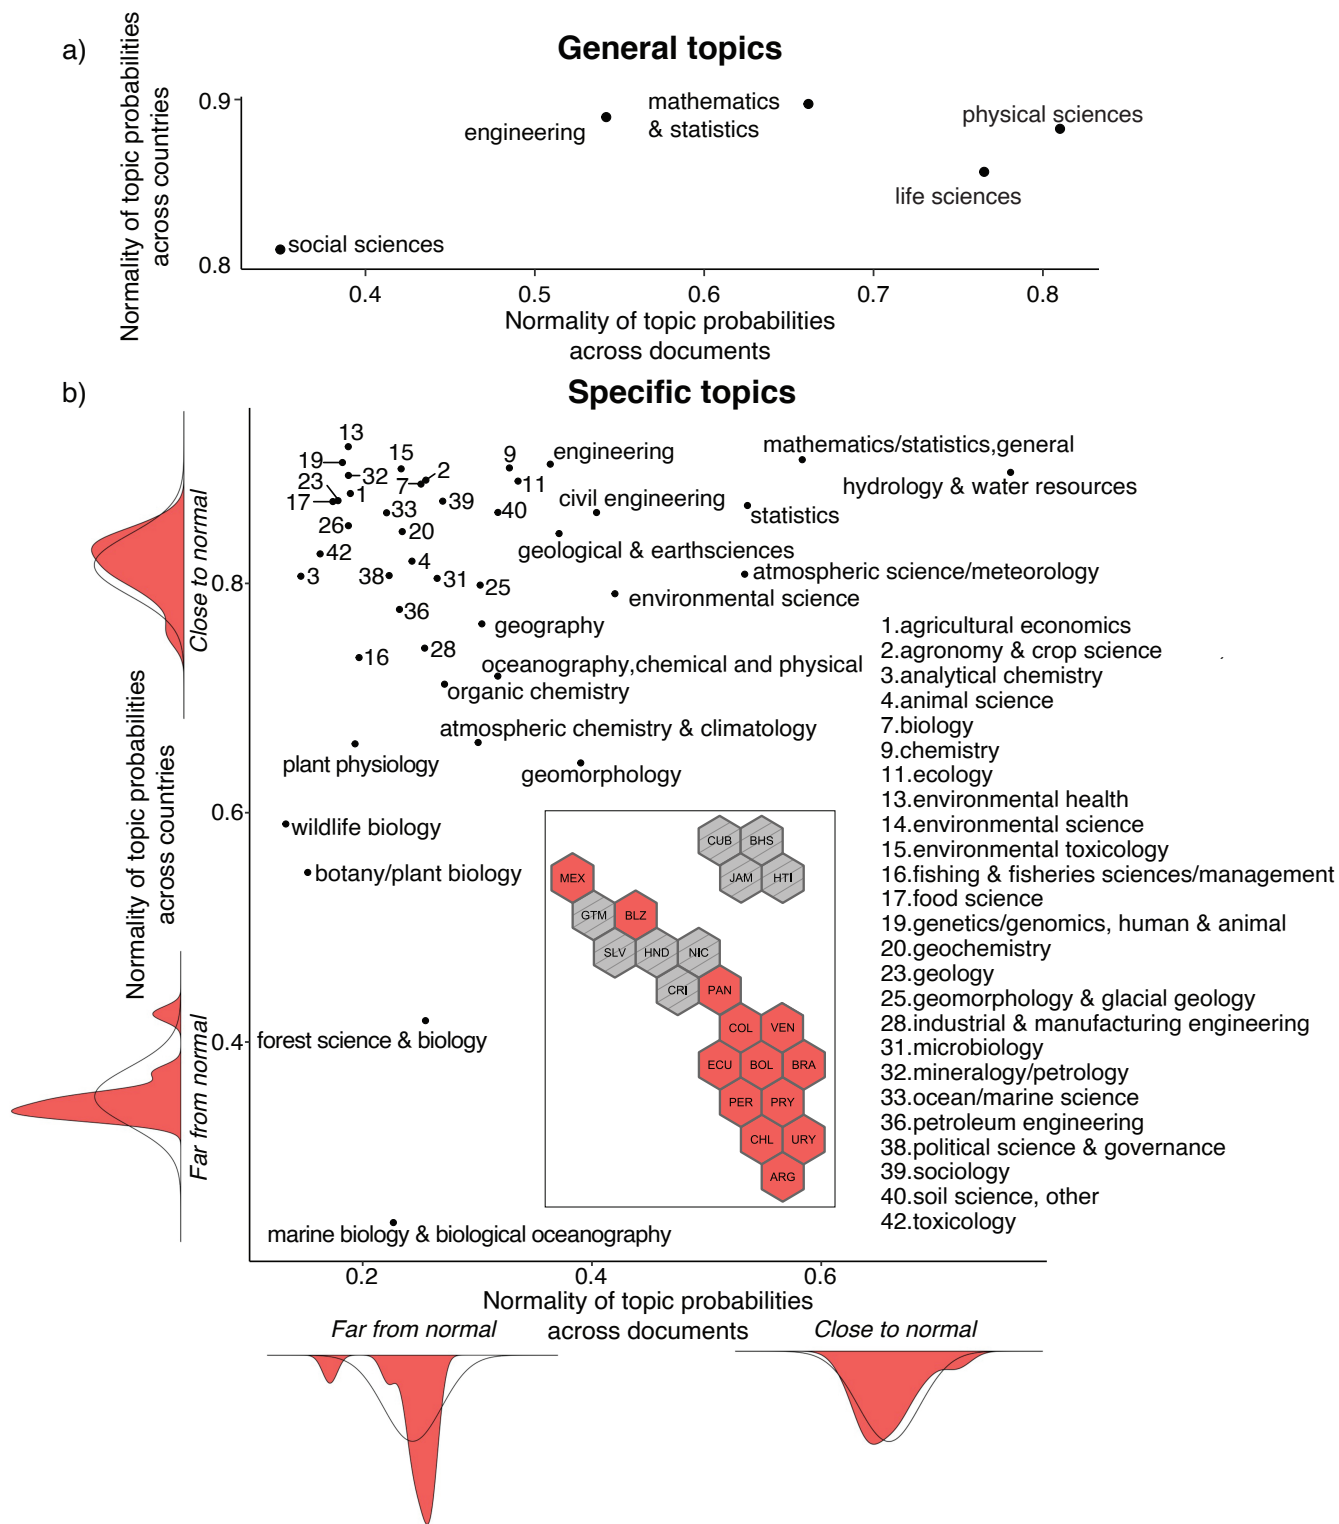 a)
General topics
Normality of topic probabilities
across countries
0.9
0.8
engineering
mathematics
& statistics
physical sciences
life sciences
social sciences
0.4
0.5
0.6
0.7
0.8
Normality of topic probabilities
across documents
b)
Specific topics
Close to normal
Normality of topic probabilities
across countries
Far from normal
0.8
0.6
0.4
13
19
15
9
engineering
mathematics/statistics,general
32
2
23
7
11
hydrology & water resources
17
1
39
civil engineering
33
40
statistics
26
20
geological & earthsciences
42
4
atmospheric science/meteorology
3
38
31
25
environmental science
36
geography
28
16
oceanography,chemical and physical
organic chemistry
atmospheric chemistry & climatology
plant physiology
geomorphology
wildlife biology
botany/plant biology
forest science & biology
marine biology & biological oceanography
CUB
BHS
JAM
HTI
MEX
GTM
BLZ
SLV
HND
NIC
CRI
PAN
COL
VEN
ECU
BOL
BRA
PER
PRY
CHL
URY
ARG
1.agricultural economics
2.agronomy & crop science
3.analytical chemistry
4.animal science
7.biology
9.chemistry
11.ecology
13.environmental health
14.environmental science
15.environmental toxicology
16.fishing & fisheries sciences/management
17.food science
19.genetics/genomics, human & animal
20.geochemistry
23.geology
25.geomorphology & glacial geology
28.industrial & manufacturing engineering
31.microbiology
32.mineralogy/petrology
33.ocean/marine science
36.petroleum engineering
38.political science & governance
39.sociology
40.soil science, other
42.toxicology
0.2
0.4
0.6
Normality of topic probabilities
across documents
Far from normal
Close to normal